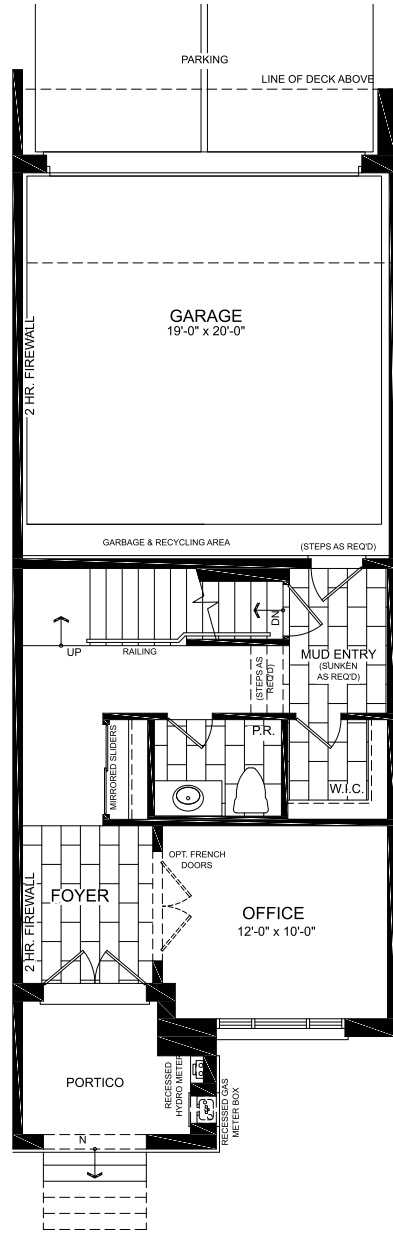 PARKING
LINE OF DECK ABOVE
GARAGE
19'-0" x 20'-0"
2 HR. FIREWALL
GARBAGE & RECYCLING AREA
(STEPS AS REQ'D)
DN
UP
RAILING
MUD ENTRY
(SUNKEN
AS REQ'D)
(STEPS AS
REQ'D)
P.R.
MIRRORED SLIDERS
W.I.C.
OPT. FRENCH
DOORS
FOYER
2 HR. FIREWALL
OFFICE
12'-0" x 10'-0"
PORTICO
RECESSED
HYDRO METER
RECESSED GAS
METER BOX
N